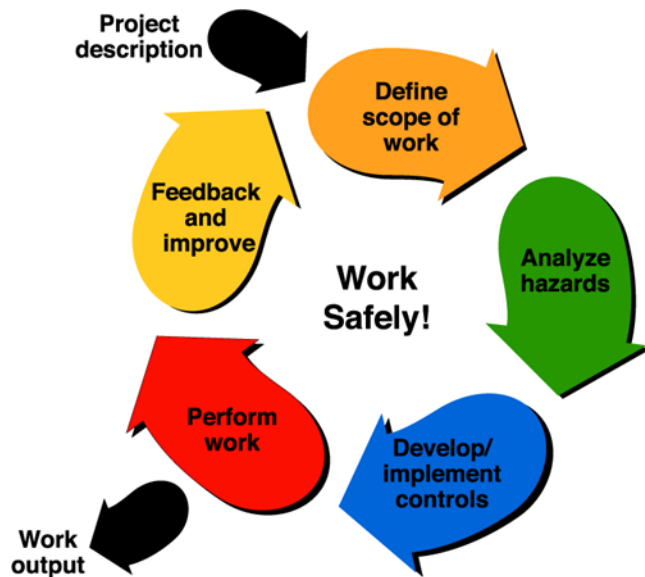 Project
description
Define
scope of
work
Analyze
hazards
Develop/
implement
controls
Perform
work
Work
output
Feedback
and
improve
Work
Safely!